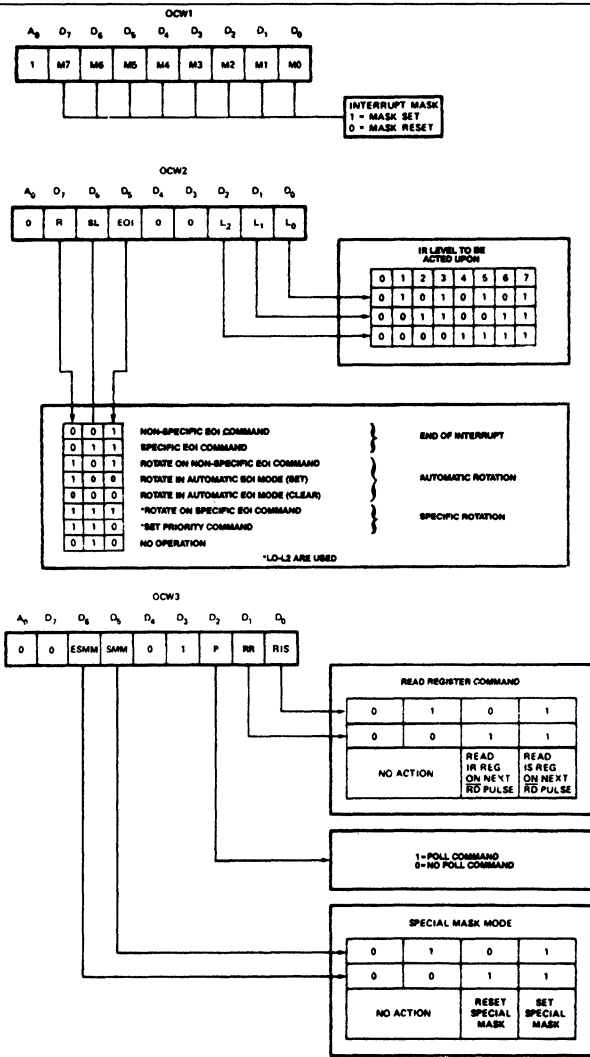 OCW1
A0 D7 D6 D5 D4 D3 D2 D1 D0
1 M7 M6 M5 M4 M3 M2 M1 M0
INTERRUPT MASK
1 = MASK SET
0 = MASK RESET
OCW2
A0 D7 D6 D5 D4 D3 D2 D1 D0
0 R SL EOI 0 0 L2 L1 L0
IR LEVEL TO BE
ACTED UPON
0 1 2 3 4 5 6 7
0 1 0 1 0 1 0 1
0 0 1 1 0 0 1 1
0 0 0 0 1 1 1 1
0 0 1 NON-SPECIFIC EOI COMMAND
0 1 1 SPECIFIC EOI COMMAND
END OF INTERRUPT
1 0 1 ROTATE ON NON-SPECIFIC EOI COMMAND
1 0 0 ROTATE IN AUTOMATIC EOI MODE (SET)
0 0 0 ROTATE IN AUTOMATIC EOI MODE (CLEAR)
AUTOMATIC ROTATION
1 1 1 *ROTATE ON SPECIFIC EOI COMMAND
1 1 0 *SET PRIORITY COMMAND
SPECIFIC ROTATION
0 1 0 NO OPERATION
*LO-L2 ARE USED
OCW3
A0 D7 D6 D5 D4 D3 D2 D1 D0
0 0 ESMM SMM 0 1 P RR RIS
READ REGISTER COMMAND
0 1 0 1
0 0 1 1
NO ACTION
READ
IR REG
ON NEXT
RD PULSE
READ
IS REG
ON NEXT
RD PULSE
1=POLL COMMAND
0=NO POLL COMMAND
SPECIAL MASK MODE
0 1 0 1
0 0 1 1
NO ACTION
RESET
SPECIAL
MASK
SET
SPECIAL
MASK